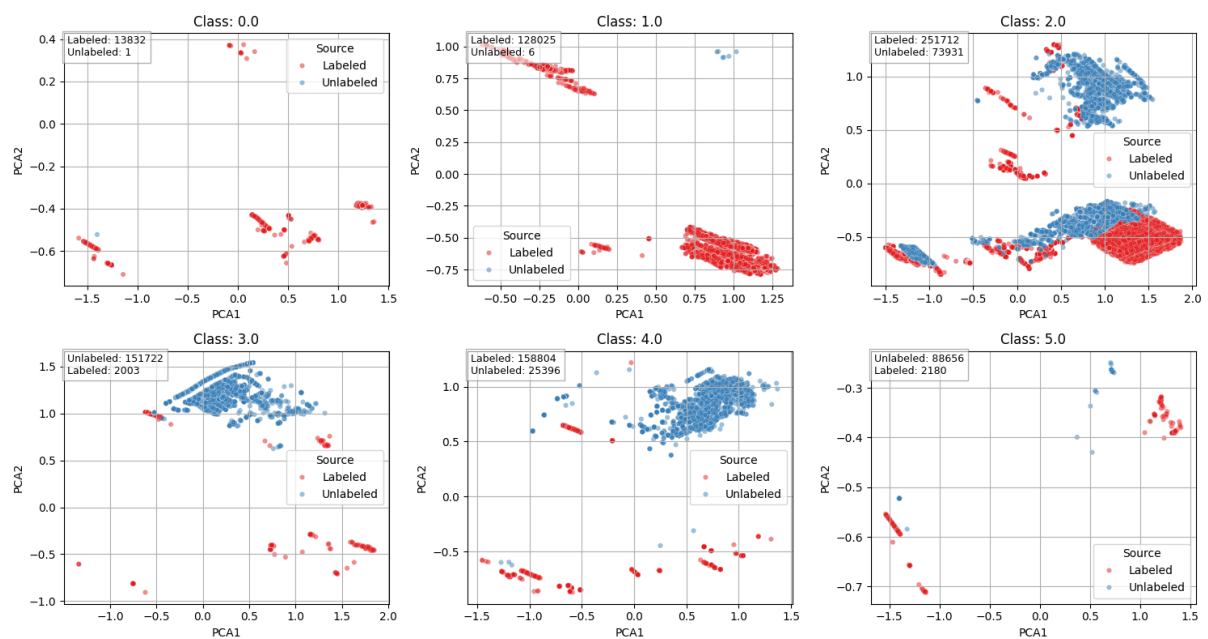 Class: 0.0
Labeled: 13832
Unlabeled: 1
Source
Labeled
Unlabeled
0.4
0.2
0.0
−0.2
−0.4
−0.6
PCA2
−1.5
−1.0
−0.5
0.0
0.5
1.0
1.5
PCA1
Class: 1.0
Labeled: 128025
Unlabeled: 6
Source
Labeled
Unlabeled
1.00
0.75
0.50
0.25
0.00
−0.25
−0.50
−0.75
PCA2
−0.50
−0.25
0.00
0.25
0.50
0.75
1.00
1.25
PCA1
Class: 2.0
Labeled: 251712
Unlabeled: 73931
Source
Labeled
Unlabeled
1.0
0.5
0.0
−0.5
PCA2
−1.5
−1.0
−0.5
0.0
0.5
1.0
1.5
2.0
PCA1
Class: 3.0
Unlabeled: 151722
Labeled: 2003
Source
Labeled
Unlabeled
1.5
1.0
0.5
0.0
−0.5
−1.0
PCA2
−1.0
−0.5
0.0
0.5
1.0
1.5
2.0
PCA1
Class: 4.0
Labeled: 158804
Unlabeled: 25396
Source
Labeled
Unlabeled
1.0
0.5
0.0
−0.5
PCA2
−1.5
−1.0
−0.5
0.0
0.5
1.0
1.5
PCA1
Class: 5.0
Unlabeled: 88656
Labeled: 2180
Source
Labeled
Unlabeled
−0.3
−0.4
−0.5
−0.6
−0.7
PCA2
−1.5
−1.0
−0.5
0.0
0.5
1.0
1.5
PCA1